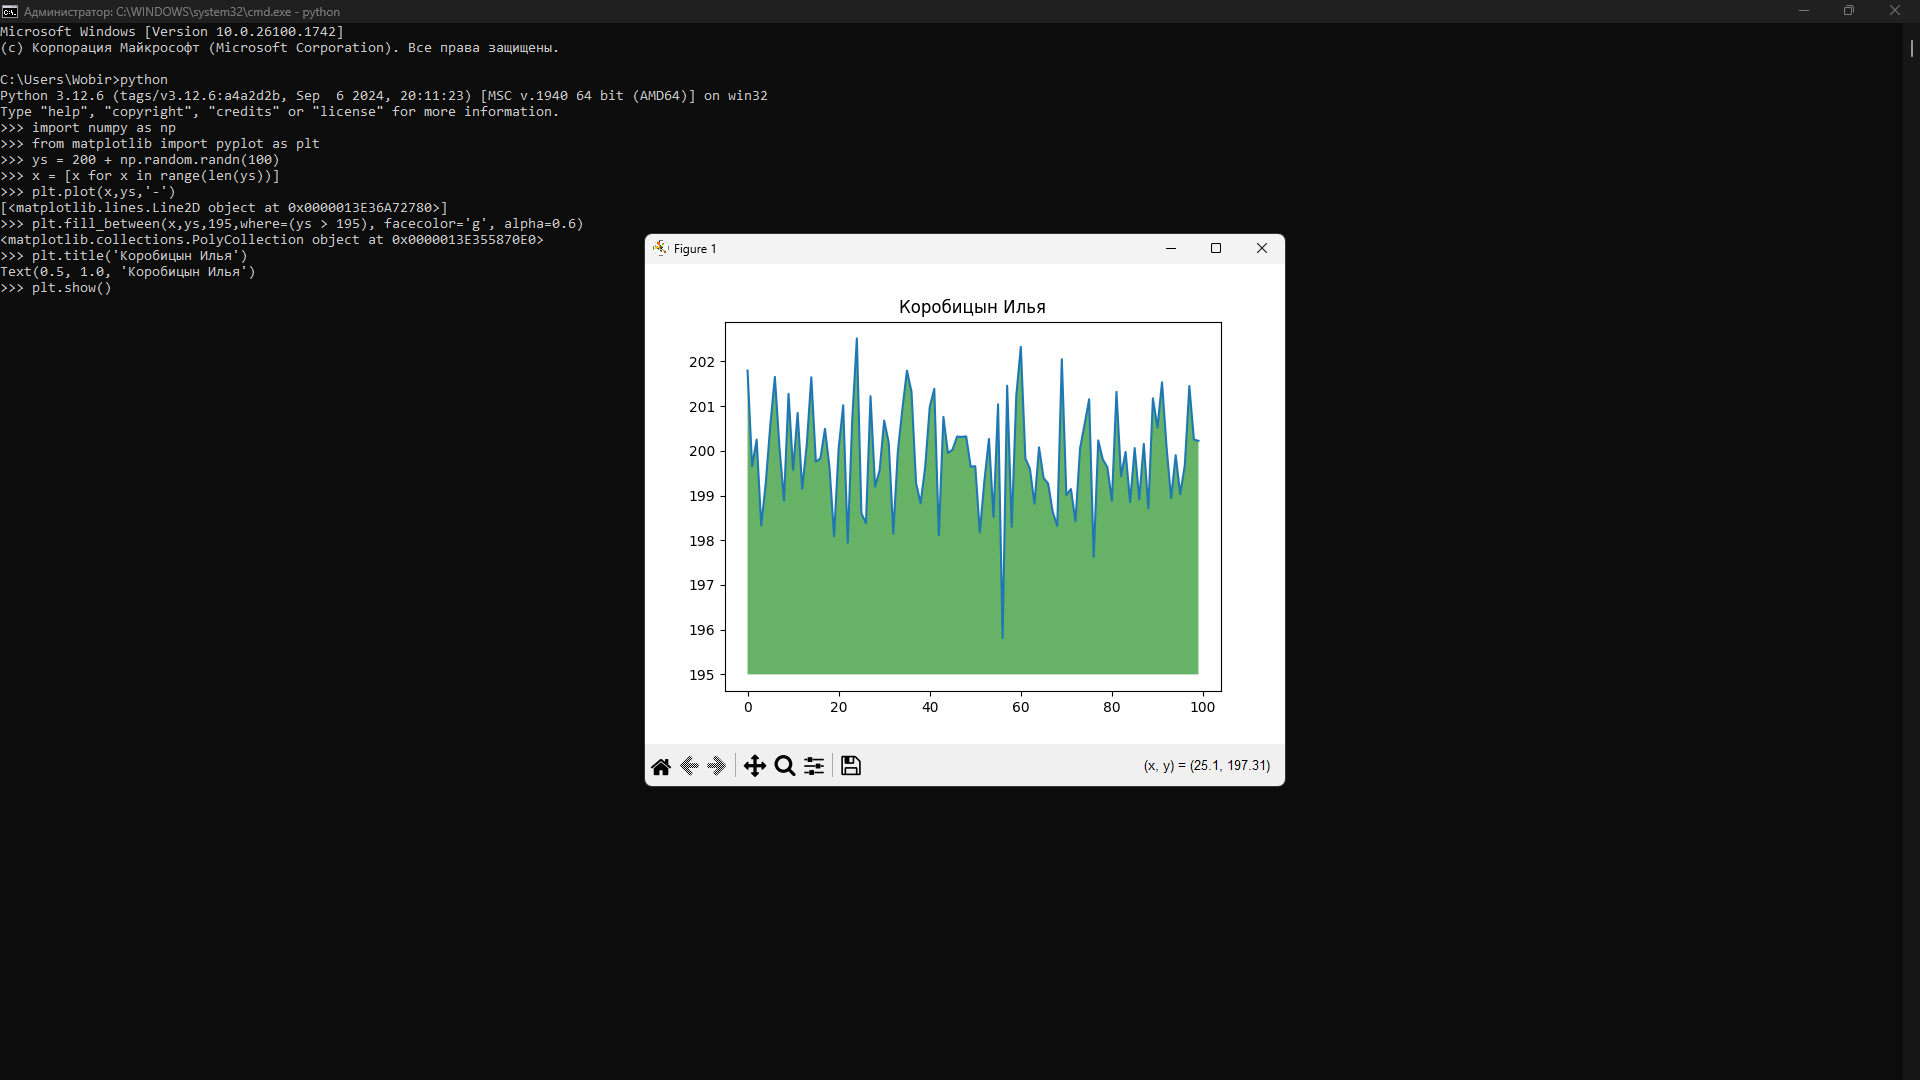 Администратор: C:\WINDOWS\system32\cmd.exe - python
Microsoft Windows [Version 10.0.26100.1742]
(c) Корпорация Майкрософт (Microsoft Corporation). Все права защищены.
C:\Users\Wobir>python
Python 3.12.6 (tags/v3.12.6:a4a2d2b, Sep  6 2024, 20:11:23) [MSC v.1940 64 bit (AMD64)] on win32
Type "help", "copyright", "credits" or "license" for more information.
>>> import numpy as np
>>> from matplotlib import pyplot as plt
>>> ys = 200 + np.random.randn(100)
>>> x = [x for x in range(len(ys))]
>>> plt.plot(x,ys,'-')
[<matplotlib.lines.Line2D object at 0x0000013E36A72780>]
>>> plt.fill_between(x,ys,195,where=(ys > 195), facecolor='g', alpha=0.6)
<matplotlib.collections.PolyCollection object at 0x0000013E355870E0>
>>> plt.title('Коробицын Илья')
Text(0.5, 1.0, 'Коробицын Илья')
>>> plt.show()
Figure 1
Коробицын Илья
202
201
200
199
198
197
196
195
0 20 40 60 80 100
(x, y) = (25.1, 197.31)